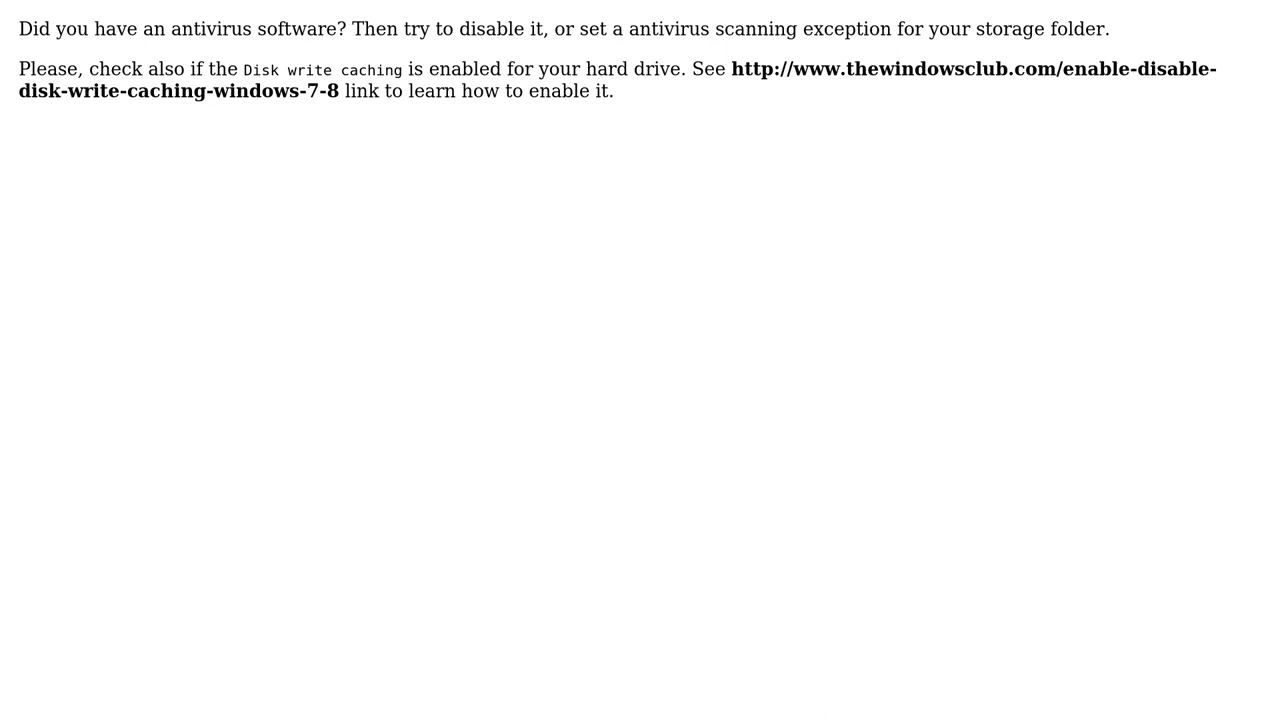 Did you have an antivirus software? Then try to disable it, or set a antivirus scanning exception for your storage folder.
Please, check also if the Disk write caching is enabled for your hard drive. See http://www.thewindowsclub.com/enable-disable-
disk-write-caching-windows-7-8 link to learn how to enable it.